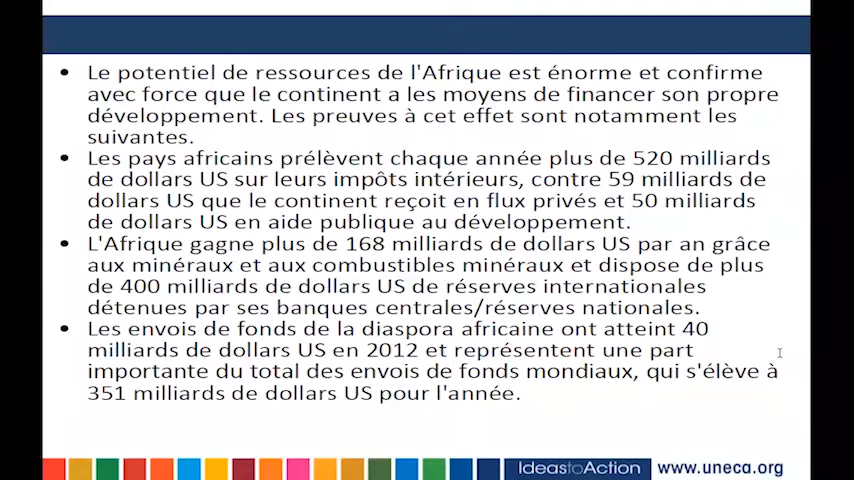 • Le potentiel de ressources de l'Afrique est énorme et confirme
avec force que le continent a les moyens de financer son propre
développement. Les preuves à cet effet sont notamment les
suivantes.
• Les pays africains prélèvent chaque année plus de 520 milliards
de dollars US sur leurs impôts intérieurs, contre 59 milliards de
dollars US que le continent reçoit en flux privés et 50 milliards
de dollars US en aide publique au développement.
• L'Afrique gagne plus de 168 milliards de dollars US par an grâce
aux minéraux et aux combustibles minéraux et dispose de plus
de 400 milliards de dollars US de réserves internationales
détenues par ses banques centrales/réserves nationales.
• Les envois de fonds de la diaspora africaine ont atteint 40
milliards de dollars US en 2012 et représentent une part
importante du total des envois de fonds mondiaux, qui s'élève à
351 milliards de dollars US pour l'année.
IdeastoAction www.uneca.org